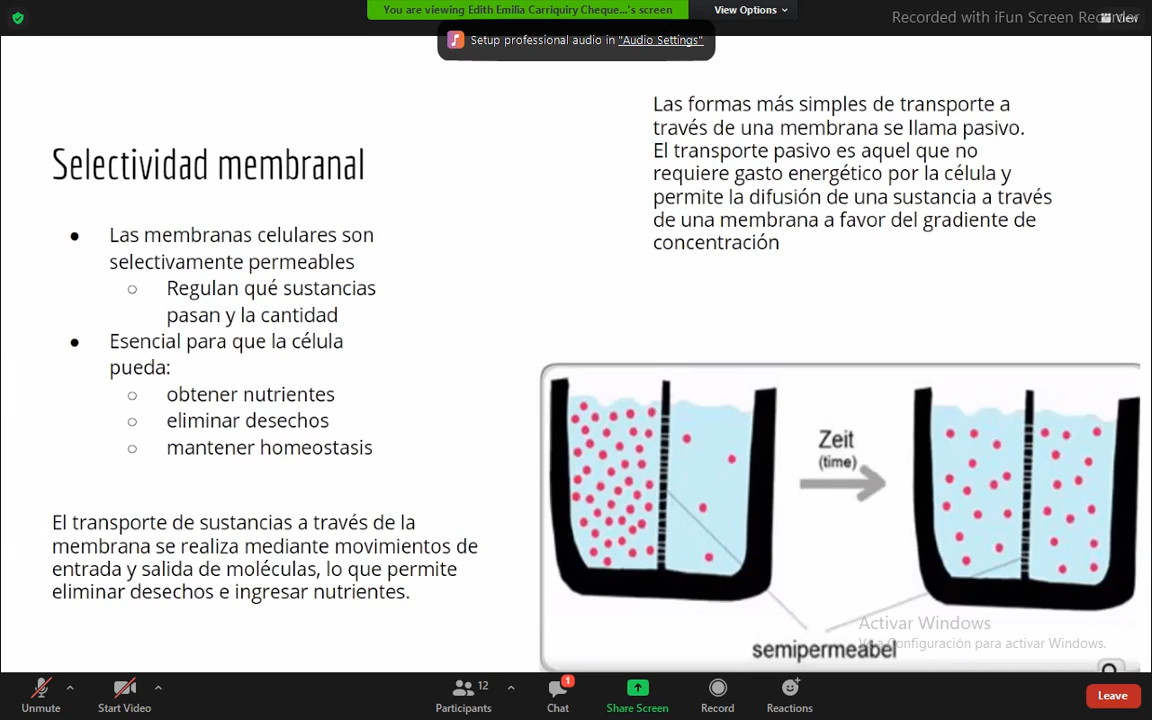 You are viewing Edith Emilia Carriquiry Cheque...'s screen
View Options
Recorded with iFun Screen
View
Setup professional audio in "Audio Settings"
Selectividad membranal
● Las membranas celulares son
selectivamente permeables
○ Regulan qué sustancias
pasan y la cantidad
● Esencial para que la célula
pueda:
○ obtener nutrientes
○ eliminar desechos
○ mantener homeostasis
El transporte de sustancias a través de la
membrana se realiza mediante movimientos de
entrada y salida de moléculas, lo que permite
eliminar desechos e ingresar nutrientes.
Las formas más simples de transporte a
través de una membrana se llama pasivo.
El transporte pasivo es aquel que no
requiere gasto energético por la célula y
permite la difusión de una sustancia a través
de una membrana a favor del gradiente de
concentración
Zeit
(time)
semipermeabel
Activar Windows
Configuración para activar Windows.
Unmute
Start Video
12
Participants
1
Chat
Share Screen
Record
Reactions
Leave